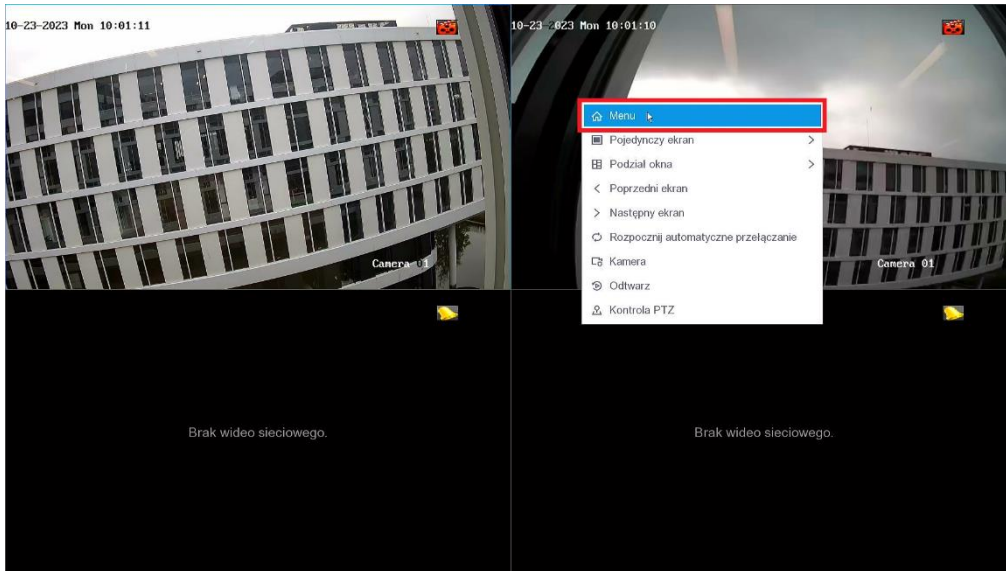 10-23-2023 Mon 10:01:11
Camera 01
10-23-2023 Mon 10:01:10
Menu
Pojedynczy ekran
Podział okna
Poprzedni ekran
Następny ekran
Rozpocznij automatyczne przełączanie
Kamera
Odtwarz
Kontrola PTZ
Camera 01
Brak wideo sieciowego.
Brak wideo sieciowego.